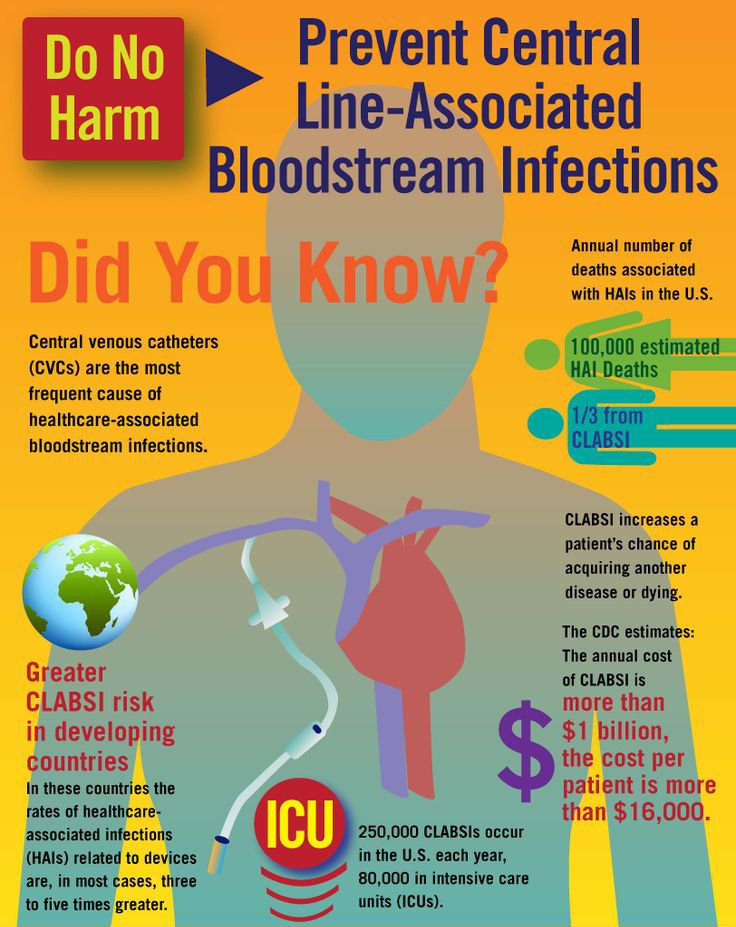 Do No
Harm
Prevent Central
Line-Associated
Bloodstream Infections
Did You Know?
Central venous catheters
(CVCs) are the most
frequent cause of
healthcare-associated
bloodstream infections.
Annual number of
deaths associated
with HAIs in the U.S.
100,000 estimated
HAI Deaths
1/3 from
CLABSI
CLABSI increases a
patient's chance of
acquiring another
disease or dying.
The CDC estimates:
The annual cost
of CLABSI is
$
more than
$1 billion,
the cost per
patient is more
than $16,000.
Greater
CLABSI risk
in developing
countries
In these countries the
rates of healthcare-
associated infections
(HAIs) related to devices
are, in most cases, three
to five times greater.
ICU
250,000 CLABSIs occur
in the U.S. each year,
80,000 in intensive care
units (ICUs).